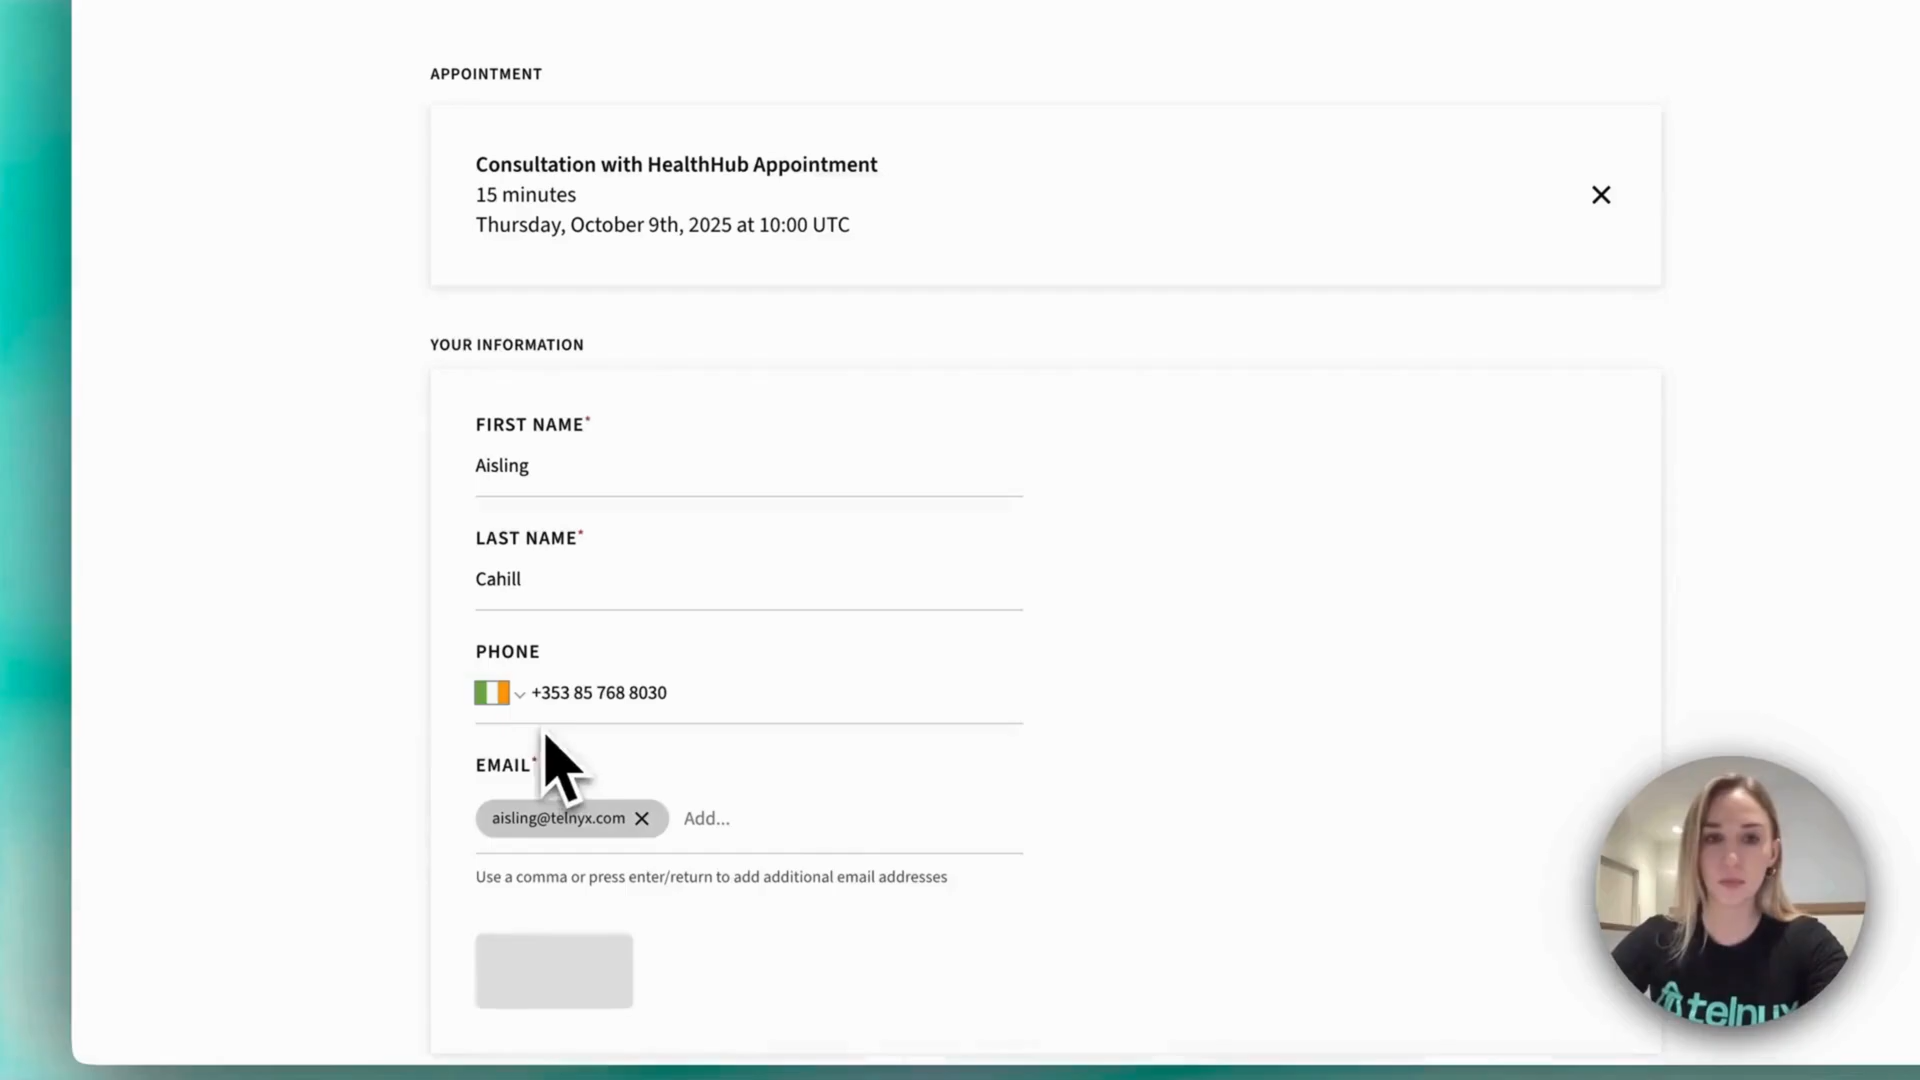 APPOINTMENT
Consultation with HealthHub Appointment
15 minutes
Thursday, October 9th, 2025 at 10:00 UTC
YOUR INFORMATION
FIRST NAME*
Aisling
LAST NAME*
Cahill
PHONE
+353 85 768 8030
EMAIL*
aisling@telnyx.com Add...
Use a comma or press enter/return to add additional email addresses
telnyx